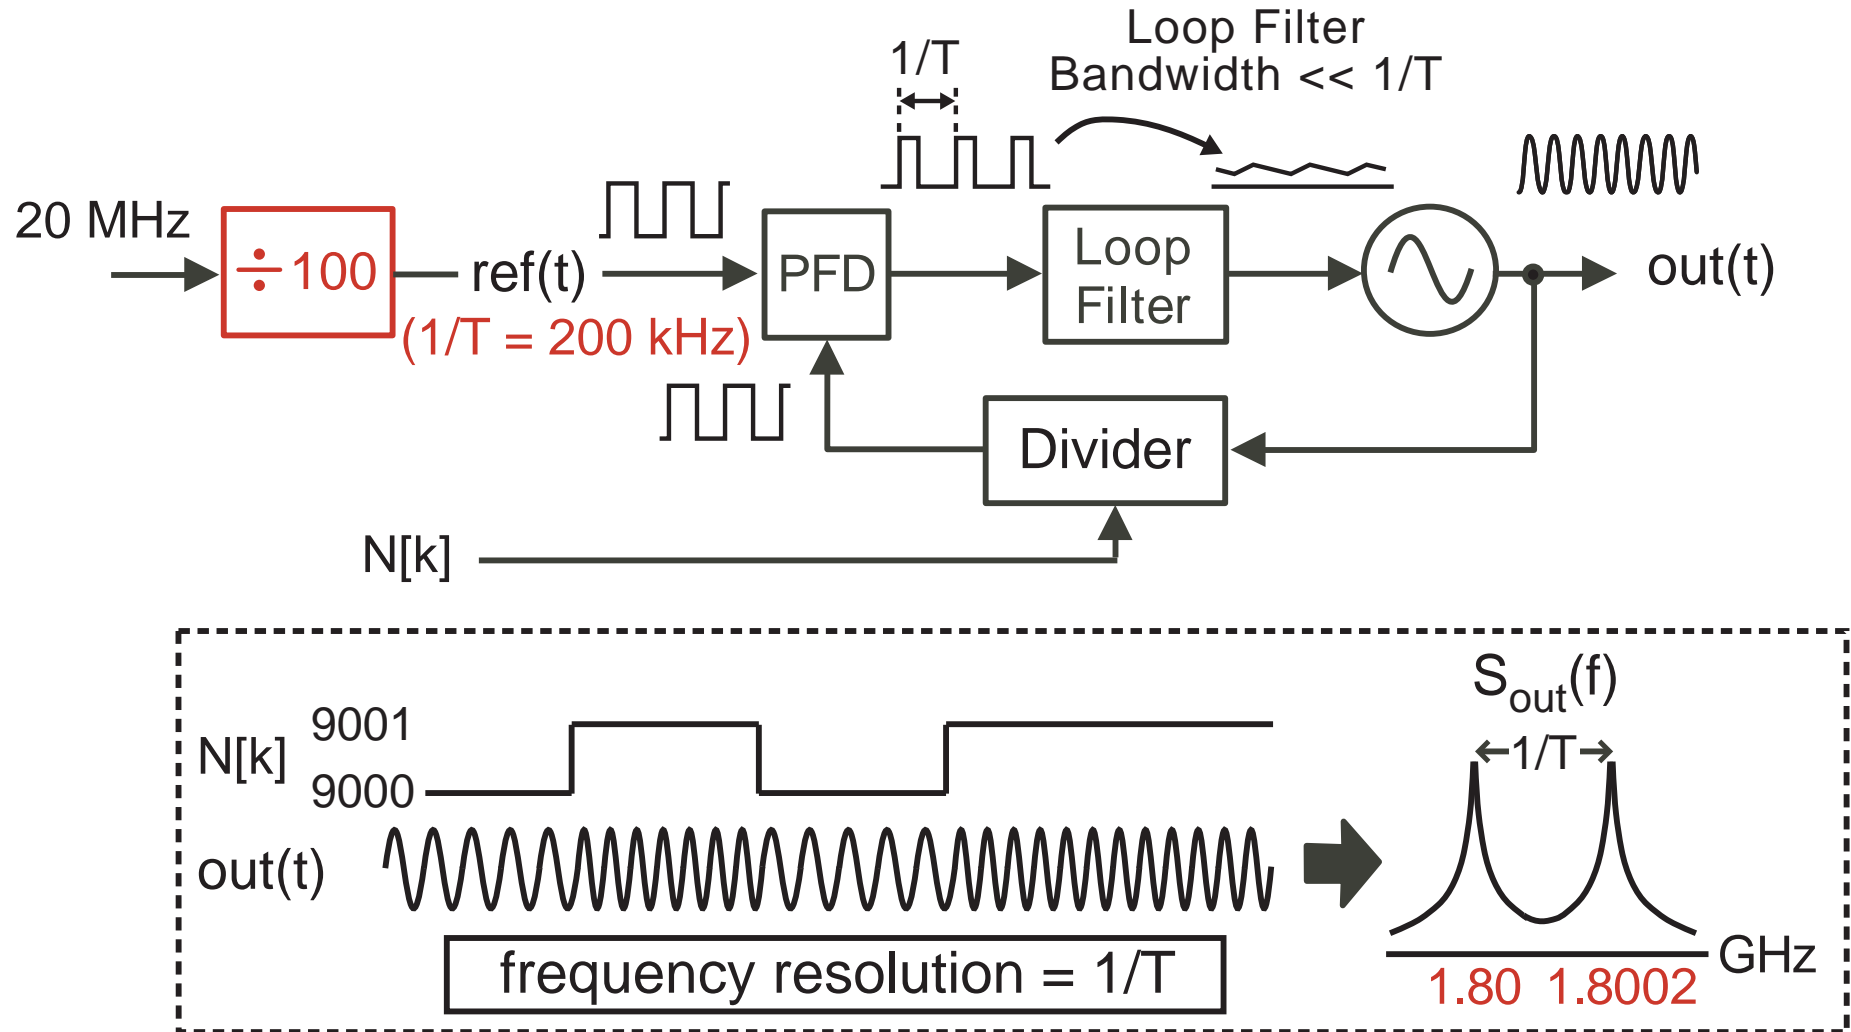 Loop Filter
Bandwidth << 1/T
1/T
20 MHz
÷ 100
ref(t)
(1/T = 200 kHz)
PFD
Loop
Filter
out(t)
Divider
N[k]
N[k]
9001
9000
out(t)
frequency resolution = 1/T
Sout(f)
1/T
GHz
1.80 1.8002